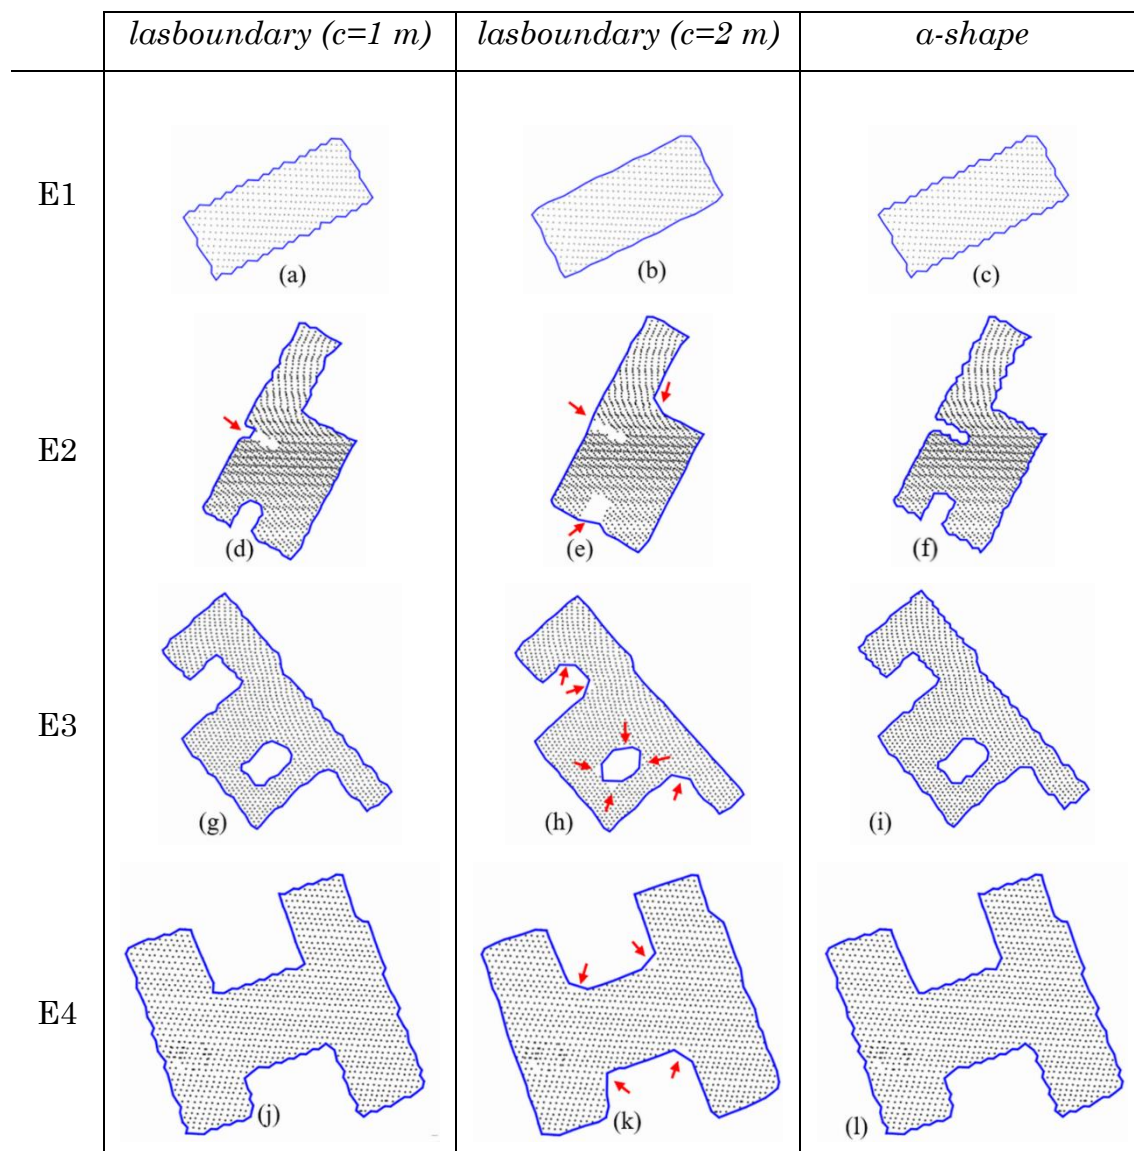 lasboundary (c=1 m) lasboundary (c=2 m) a-shape
E1
(a) (b) (c)
E2
(d) (e) (f)
E3
(g) (h) (i)
E4
(j) (k) (l)